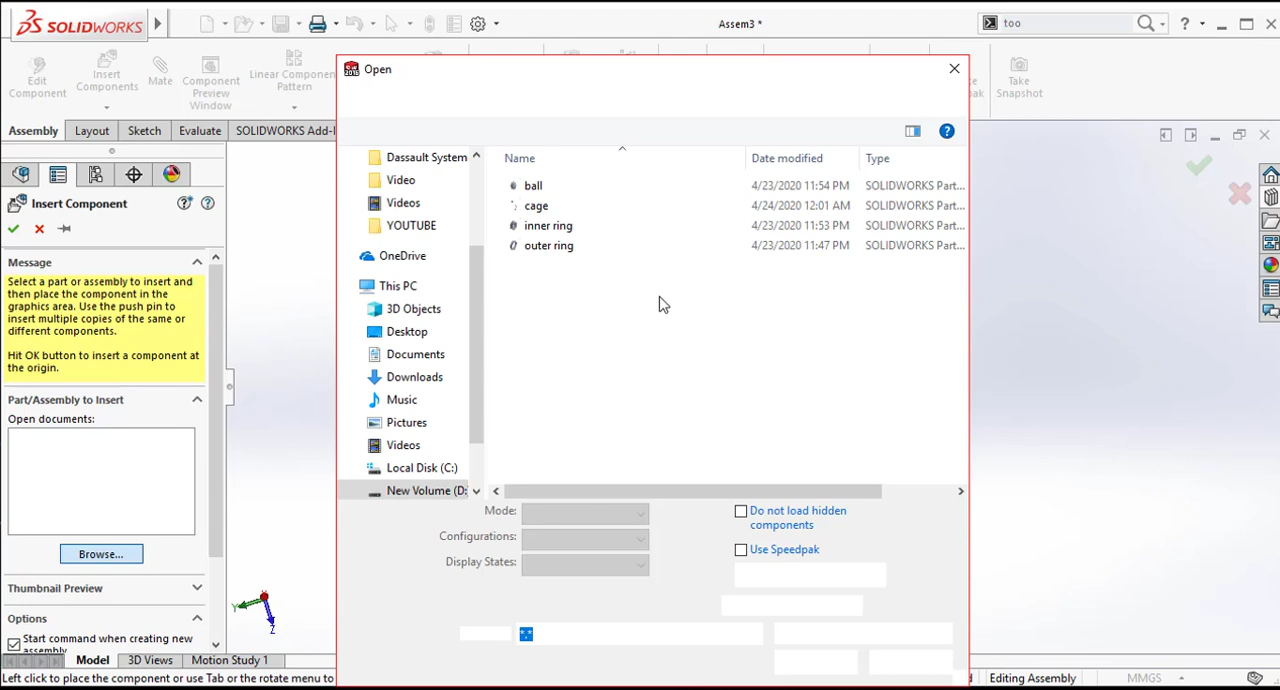 SOLIDWORKS
Assem3 *
too
?
Edit
Component
Insert
Components
Mate
Component
Preview
Window
Linear Component
Pattern
Take
Snapshot
Assembly
Layout
Sketch
Evaluate
SOLIDWORKS Add-I
Insert Component
Message
Select a part or assembly to insert and
then place the component in the
graphics area. Use the push pin to
insert multiple copies of the same or
different components.
Hit OK button to insert a component at
the origin.
Part/Assembly to Insert
Open documents:
Browse...
Thumbnail Preview
Options
Start command when creating new
assembly
Open
Dassault System
Video
Videos
YOUTUBE
OneDrive
This PC
3D Objects
Desktop
Documents
Downloads
Music
Pictures
Videos
Local Disk (C:)
New Volume (D:
Name
Date modified
Type
ball
4/23/2020 11:54 PM
SOLIDWORKS Part...
cage
4/24/2020 12:01 AM
SOLIDWORKS Part...
inner ring
4/23/2020 11:53 PM
SOLIDWORKS Part...
outer ring
4/23/2020 11:47 PM
SOLIDWORKS Part...
Mode:
Configurations:
Display States:
Do not load hidden
components
Use Speedpak
Y
Z
Model
3D Views
Motion Study 1
Left click to place the component or use Tab or the rotate menu to
Editing Assembly
MMGS